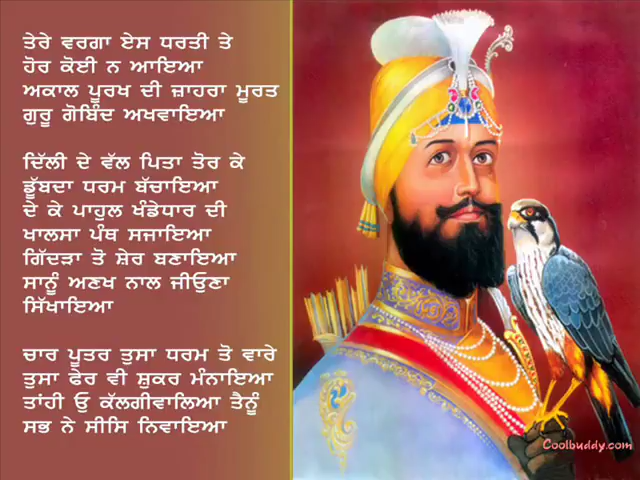 ਤੇਰੇ ਵਰਗਾ ਏਸ ਧਰਤੀ ਤੇ
ਹੋਰ ਕੋਈ ਨ ਆਇਆ
ਅਕਾਲ ਪੂਰਖ ਦੀ ਜ਼ਾਹਰਾ ਮੂਰਤ
ਗੁਰੂ ਗੋਬਿੰਦ ਅਖਵਾਇਆ
ਦਿੱਲੀ ਦੇ ਵੱਲ ਪਿਤਾ ਤੋਰ ਕੇ
ਡੂੱਬਦਾ ਧਰਮ ਬੱਚਾਇਆ
ਦੇ ਕੇ ਪਾਹੁਲ ਖੰਡੇਧਾਰ ਦੀ
ਖਾਲਸਾ ਪੰਥ ਸਜਾਇਆ
ਗਿੱਦੜਾ ਤੋ ਸ਼ੇਰ ਬਣਾਇਆ
ਸਾਨੂੰ ਅਣਖ ਨਾਲ ਜੀਓੁਣਾ
ਸਿੱਖਾਇਆ
ਚਾਰ ਪੂਤਰ ਤੁਸਾ ਧਰਮ ਤੋ ਵਾਰੇ
ਤੁਸਾ ਫੇਰ ਵੀ ਸ਼ੁਕਰ ਮੰਨਾਇਆ
ਤਾਂਹੀ ਓੁ ਕੱਲਗੀਵਾਲਿਆ ਤੈਨੂੰ
ਸਭ ਨੇ ਸੀਸਿ ਨਿਵਾਇਆ
Coolbuddy.com